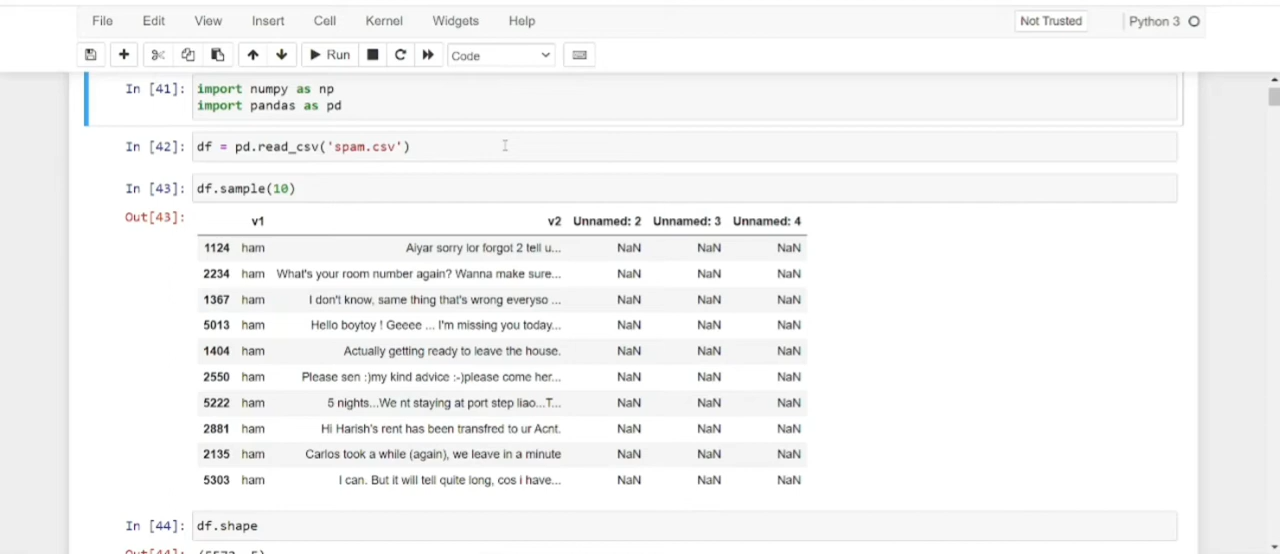 File Edit View Insert Cell Kernel Widgets Help Not Trusted Python 3
Run Code
In [41]: import numpy as np
import pandas as pd
In [42]: df = pd.read_csv('spam.csv')
In [43]: df.sample(10)
Out[43]:
v1 v2 Unnamed: 2 Unnamed: 3 Unnamed: 4
1124 ham Aiyar sorry lor forgot 2 tell u... NaN NaN NaN
2234 ham What's your room number again? Wanna make sure... NaN NaN NaN
1367 ham I don't know, same thing that's wrong everyso ... NaN NaN NaN
5013 ham Hello boytoy ! Geeee ... I'm missing you today... NaN NaN NaN
1404 ham Actually getting ready to leave the house. NaN NaN NaN
2550 ham Please sen :)my kind advice :-)please come her... NaN NaN NaN
5222 ham 5 nights...We nt staying at port step liao...T... NaN NaN NaN
2881 ham Hi Harish's rent has been transfred to ur Acnt. NaN NaN NaN
2135 ham Carlos took a while (again), we leave in a minute NaN NaN NaN
5303 ham I can. But it will tell quite long, cos i have... NaN NaN NaN
In [44]: df.shape
Out[44]: (5572, 5)